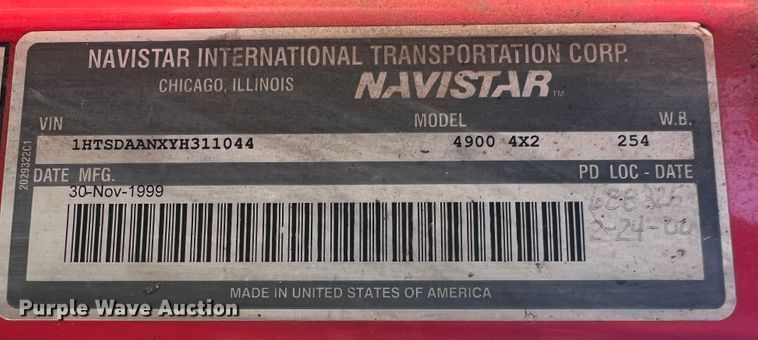 NAVISTAR INTERNATIONAL TRANSPORTATION CORP.
CHICAGO, ILLINOIS NAVISTAR TM
VIN MODEL W.B.
1HTSDAANXYH311044 4900 4X2 254
2029322C1
DATE MFG. PD LOC - DATE
30-Nov-1999
2-24-00
MADE IN UNITED STATES OF AMERICA
Purple Wave Auction